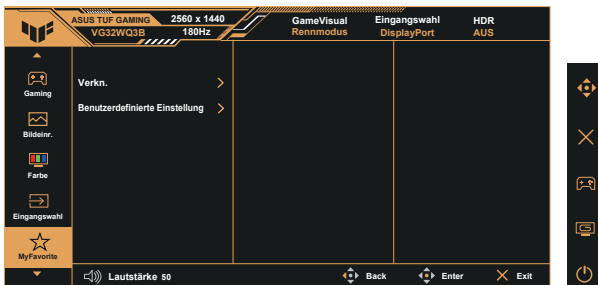 ASUS TUF GAMING 2560 x 1440
VG32WQ3B 180Hz
GameVisual Eingangswahl HDR
Rennmodus DisplayPort AUS
Gaming
Bildeinr.
Farbe
Eingangswahl
MyFavorite
Verkn.
Benutzerdefinierte Einstellung
Lautstärke 50
Back Enter Exit